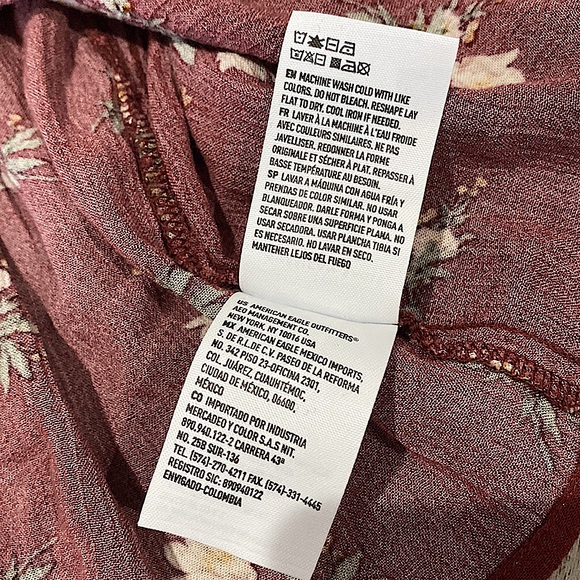 EN MACHINE WASH COLD WITH LIKE
COLORS. DO NOT BLEACH. RESHAPE LAY
FLAT TO DRY. COOL IRON IF NEEDED.
FR LAVER À LA MACHINE À L'EAU FROIDE
AVEC COULEURS SIMILAIRES. NE PAS
JAVELLISER. REDONNER LA FORME
ORIGINALE ET SÉCHER À PLAT. REPASSER À
BASSE TEMPÉRATURE AU BESOIN.
SP LAVAR A MÁQUINA CON AGUA FRÍA Y
PRENDAS DE COLOR SIMILAR. NO USAR
BLANQUEADOR. DARLE FORMA Y PONGA A
SECAR SOBRE UNA SUPERFICIE PLANA. NO
USAR SECADORA. USAR PLANCHA TIBIA SI
ES NECESARIO. NO LAVAR EN SECO.
MANTENER LEJOS DEL FUEGO
US AMERICAN EAGLE OUTFITTERS®
AEO MANAGEMENT CO.
NEW YORK, NY 10016 USA
MX AMERICAN EAGLE MEXICO IMPORTS,
S. DE R.L.DE C.V. PASEO DE LA REFORMA
NO. 342 PISO 23-OFICINA 2301,
COL. JUÁREZ, CUAUHTÉMOC,
CIUDAD DE MÉXICO, 06600,
MÉXICO
CO IMPORTADO POR INDUSTRIA
MERCADEO Y COLOR S.A.S NIT.
890.940.122-2 CARRERA 43ª
NO. 25B SUR-136
TEL. (574)-270-4211 FAX. (574)-331-4445
REGISTRO SIC: 890940122
ENVIGADO-COLOMBIA